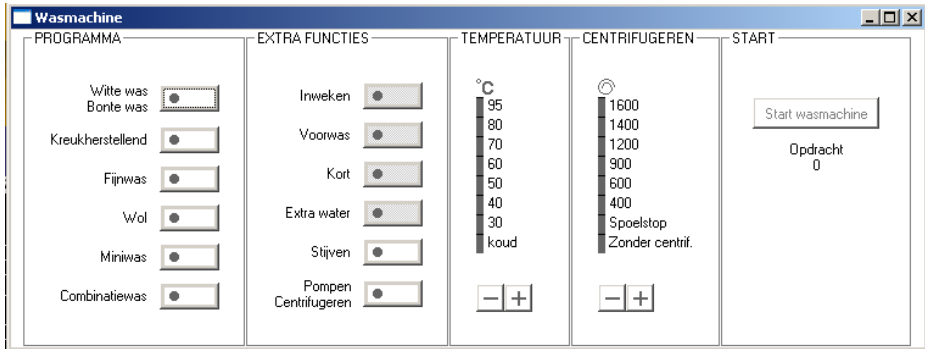 Wasmachine
PROGRAMMA
Witte was
Bonte was
Kreukherstellend
Fijnwas
Wol
Miniwas
Combinatiewas
EXTRA FUNCTIES
Inweken
Voorwas
Kort
Extra water
Stijven
Pompen
Centrifugeren
TEMPERATUUR
°C
95
80
70
60
50
40
30
koud
− +
CENTRIFUGEREN
1600
1400
1200
900
600
400
Spoelstop
Zonder centrif.
− +
START
Start wasmachine
Opdracht
0